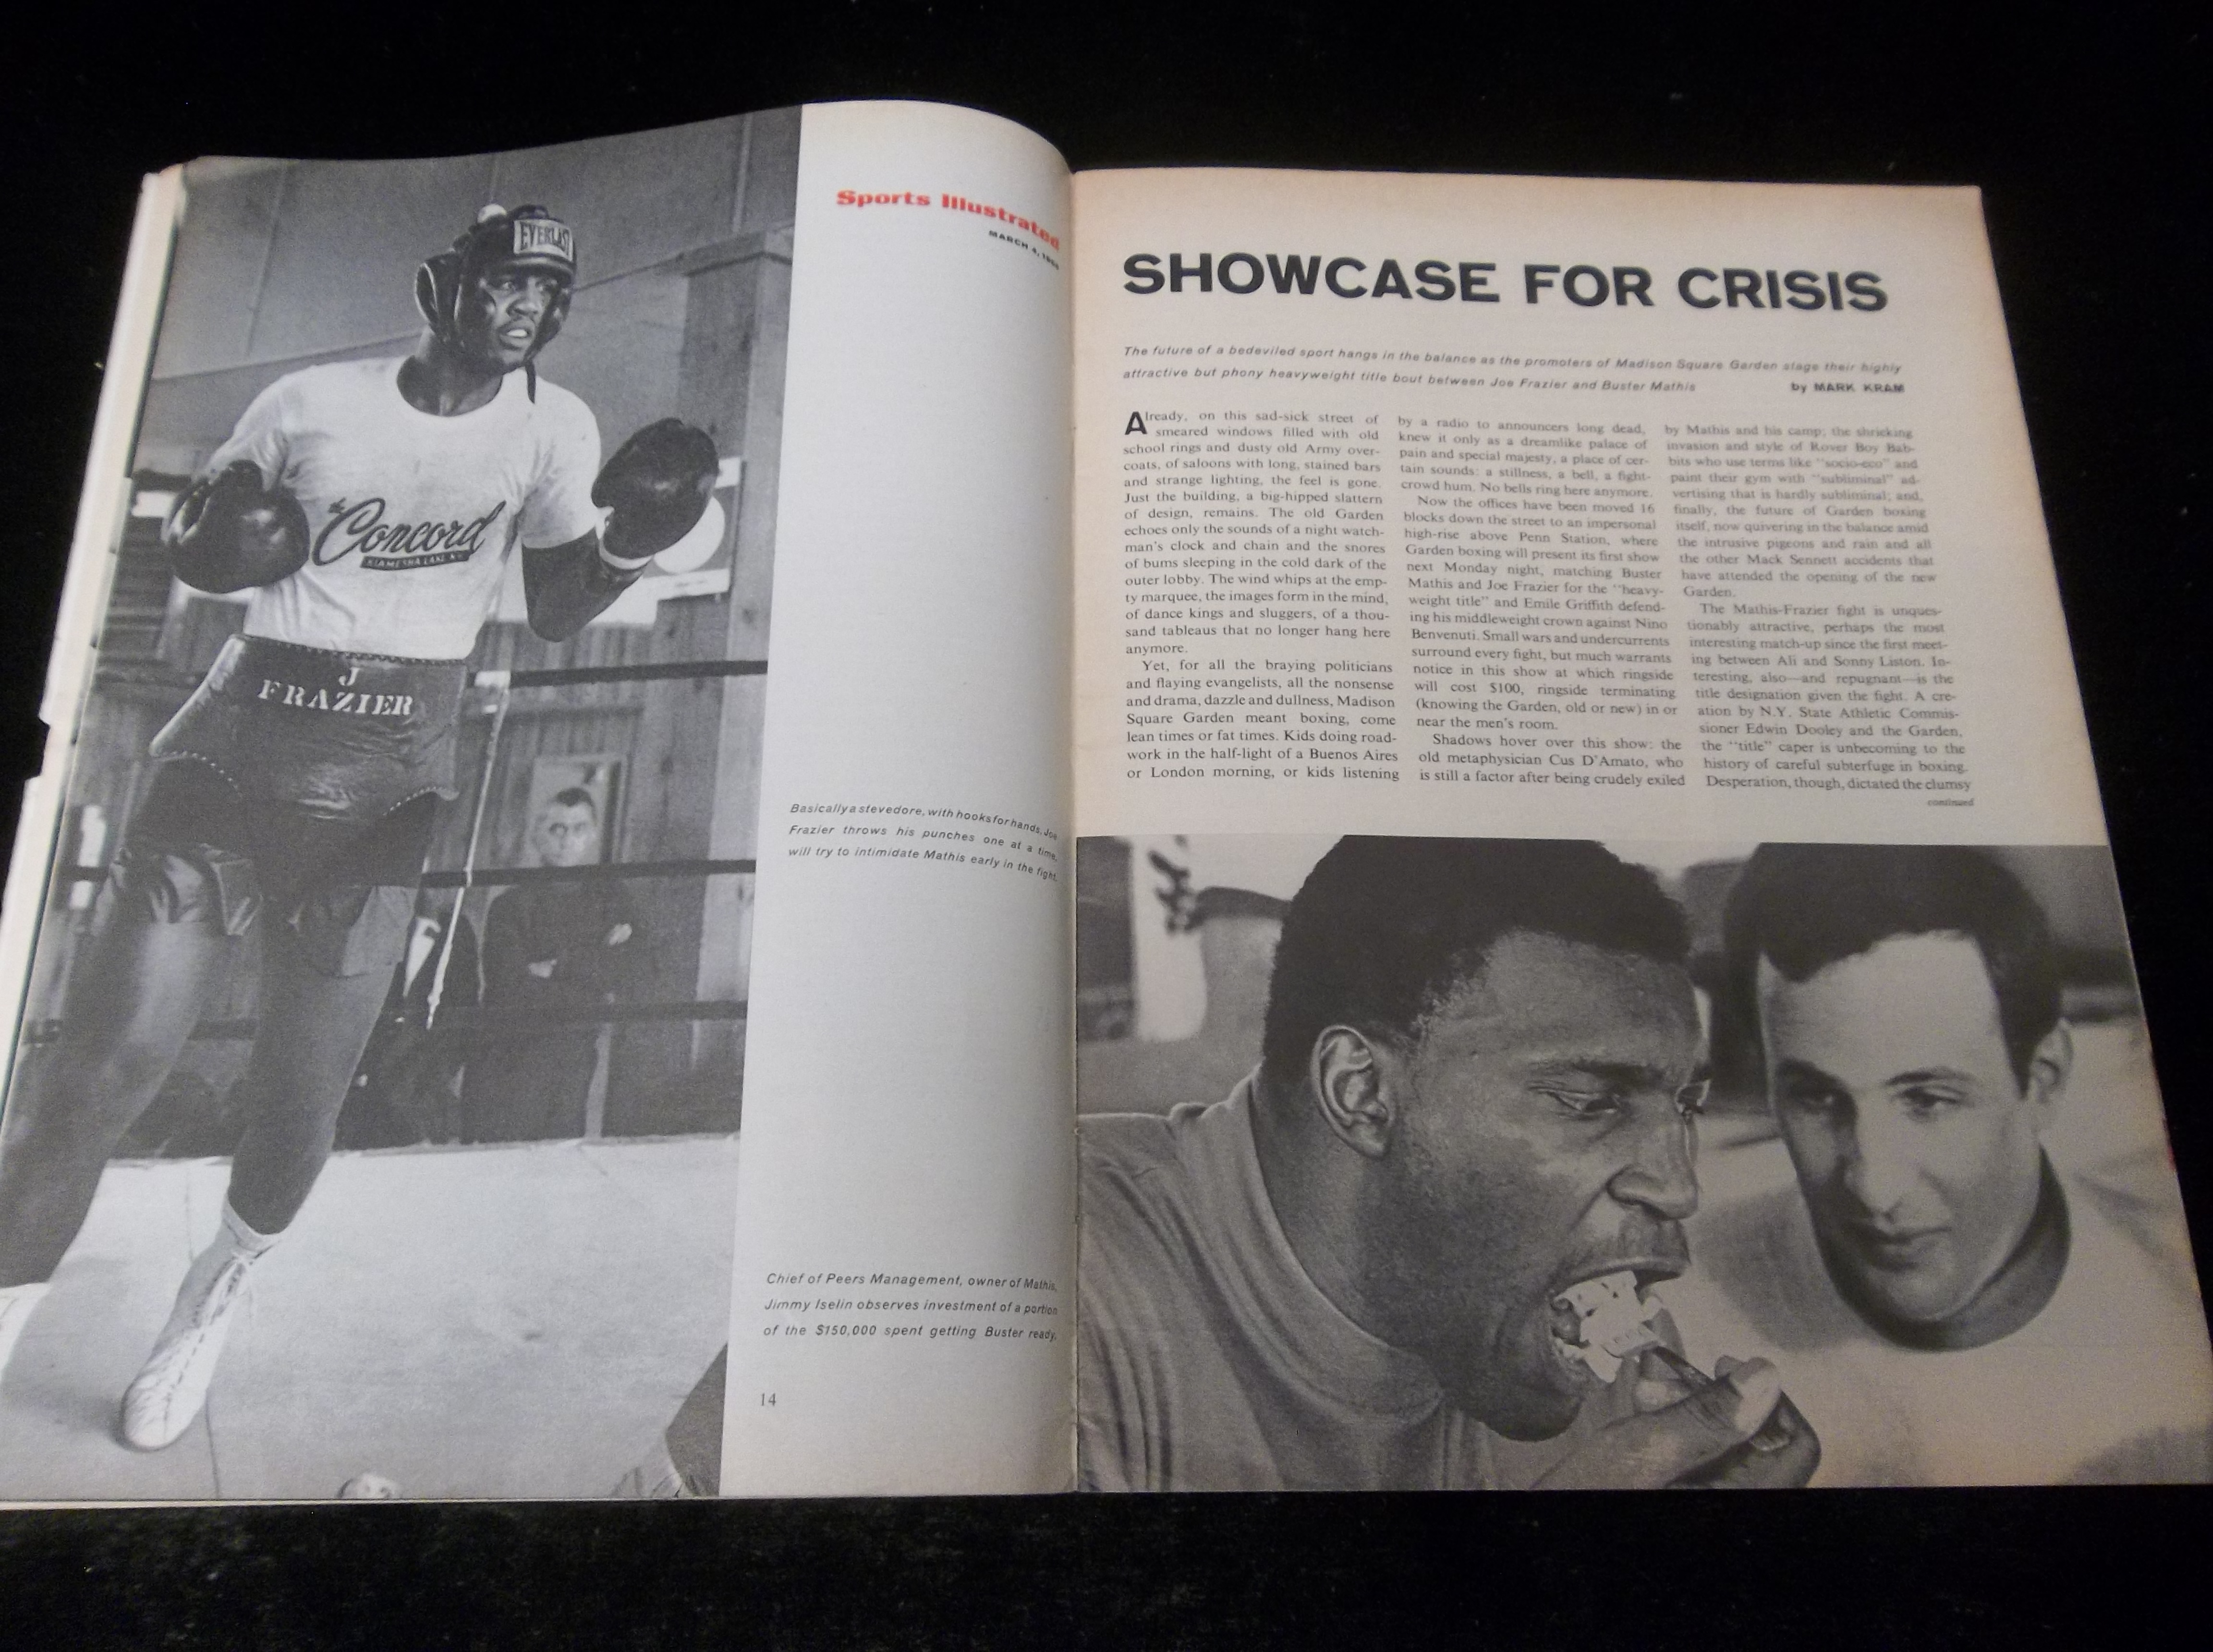 EVERLAST
the
Concord
KIAMESHA LAKE N.Y.
J
FRAZIER
Sports Illustrated
MARCH 4, 1968
Basically a stevedore, with hooks for hands, Joe
Frazier throws his punches one at a time,
will try to intimidate Mathis early in the fight.
Chief of Peers Management, owner of Mathis,
Jimmy Iselin observes investment of a portion
of the $150,000 spent getting Buster ready.
14
SHOWCASE FOR CRISIS
The future of a bedeviled sport hangs in the balance as the promoters of Madison Square Garden stage their highly
attractive but phony heavyweight title bout between Joe Frazier and Buster Mathis
by MARK KRAM
Already, on this sad-sick street of
smeared windows filled with old
school rings and dusty old Army over-
coats, of saloons with long, stained bars
and strange lighting, the feel is gone.
Just the building, a big-hipped slattern
of design, remains. The old Garden
echoes only the sounds of a night watch-
man's clock and chain and the snores
of bums sleeping in the cold dark of the
outer lobby. The wind whips at the emp-
ty marquee, the images form in the mind,
of dance kings and sluggers, of a thou-
sand tableaus that no longer hang here
anymore.
Yet, for all the braying politicians
and flaying evangelists, all the nonsense
and drama, dazzle and dullness, Madison
Square Garden meant boxing, come
lean times or fat times. Kids doing road-
work in the half-light of a Buenos Aires
or London morning, or kids listening
by a radio to announcers long dead,
knew it only as a dreamlike palace of
pain and special majesty, a place of cer-
tain sounds: a stillness, a bell, a fight-
crowd hum. No bells ring here anymore.
Now the offices have been moved 16
blocks down the street to an impersonal
high-rise above Penn Station, where
Garden boxing will present its first show
next Monday night, matching Buster
Mathis and Joe Frazier for the "heavy-
weight title" and Emile Griffith defend-
ing his middleweight crown against Nino
Benvenuti. Small wars and undercurrents
surround every fight, but much warrants
notice in this show at which ringside
will cost $100, ringside terminating
(knowing the Garden, old or new) in or
near the men's room.
Shadows hover over this show: the
old metaphysician Cus D'Amato, who
is still a factor after being crudely exiled
by Mathis and his camp; the shrieking
invasion and style of Rover Boy Bab-
bits who use terms like "socio-eco" and
paint their gym with "subliminal" ad-
vertising that is hardly subliminal; and,
finally, the future of Garden boxing
itself, now quivering in the balance amid
the intrusive pigeons and rain and all
the other Mack Sennett accidents that
have attended the opening of the new
Garden.
The Mathis-Frazier fight is unques-
tionably attractive, perhaps the most
interesting match-up since the first meet-
ing between Ali and Sonny Liston. In-
teresting, also—and repugnant—is the
title designation given the fight. A cre-
ation by N.Y. State Athletic Commis-
sioner Edwin Dooley and the Garden,
the "title" caper is unbecoming to the
history of careful subterfuge in boxing.
Desperation, though, dictated the clumsy
continued